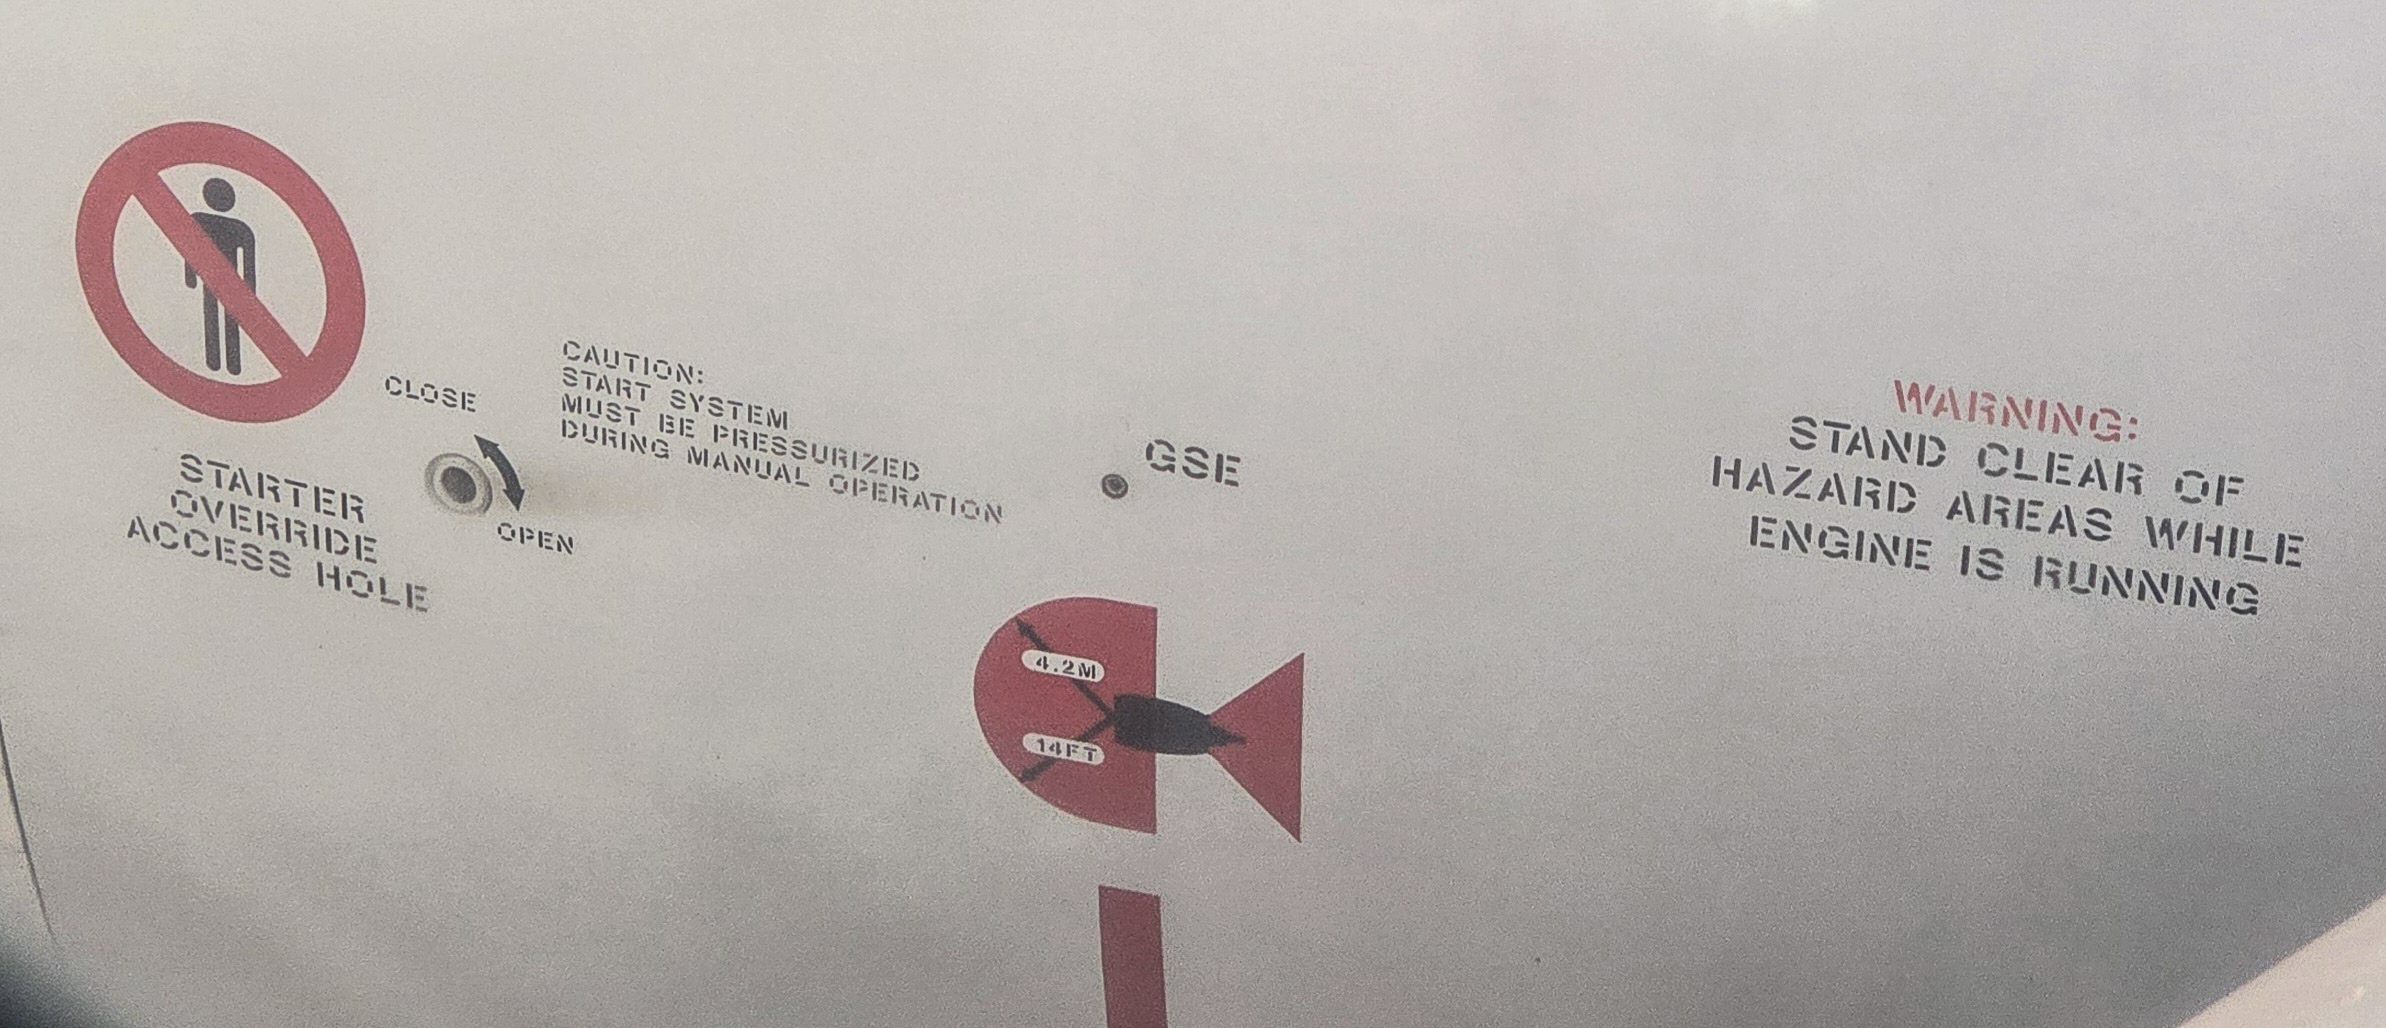 CLOSE
STARTER
OVERRIDE
ACCESS HOLE
OPEN
CAUTION:
START SYSTEM
MUST BE PRESSURIZED
DURING MANUAL OPERATION
GSE
4.2M
14FT
WARNING:
STAND CLEAR OF
HAZARD AREAS WHILE
ENGINE IS RUNNING